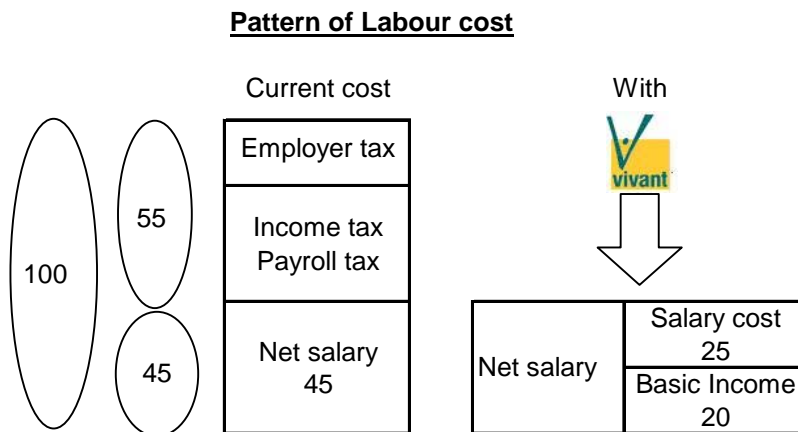 Pattern of Labour cost
Current cost
With
vivant
Employer tax
55
Income tax
Payroll tax
100
45
Net salary
45
Net salary
Salary cost
25
Basic Income
20